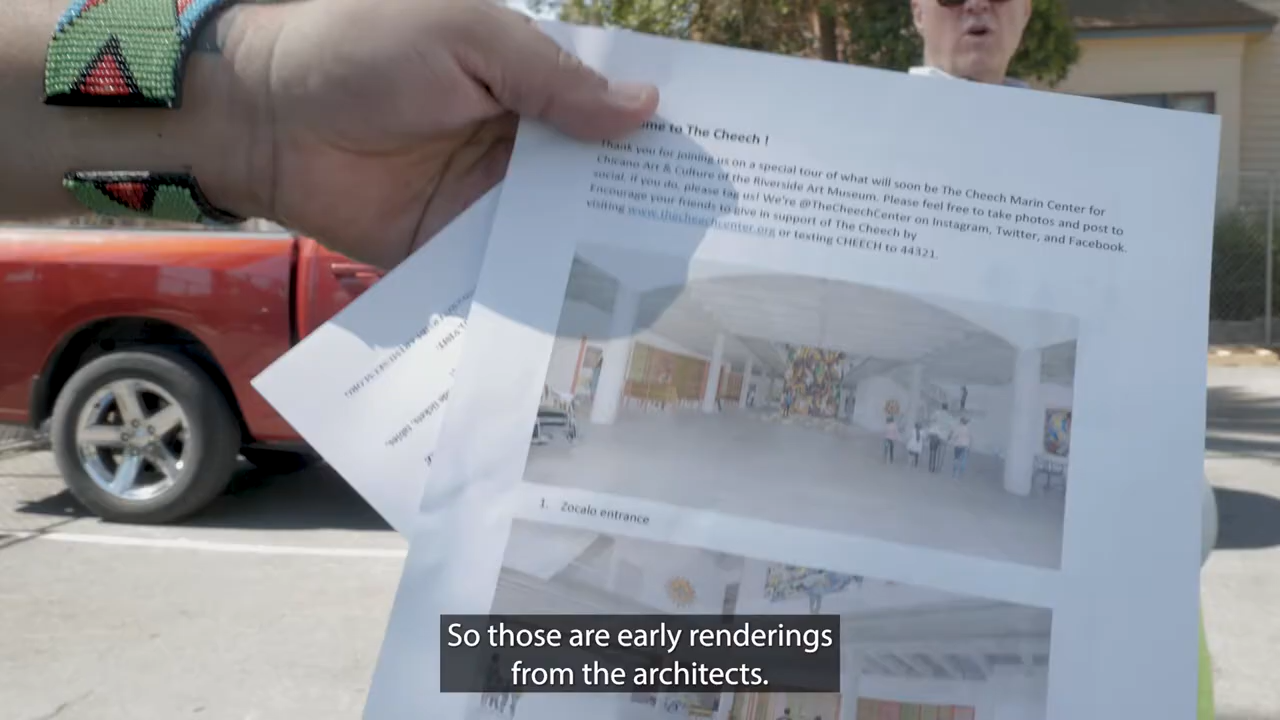 me to The Cheech !
Thank you for joining us on a special tour of what will soon be The Cheech Marin Center for
Chicano Art & Culture of the Riverside Art Museum. Please feel free to take photos and post to
social. If you do, please tag us! We're @TheCheechCenter on Instagram, Twitter, and Facebook.
Encourage your friends to give in support of The Cheech by
visiting www.thecheechcenter.org or texting CHEECH to 44321.
1. Zocalo entrance
So those are early renderings
from the architects.